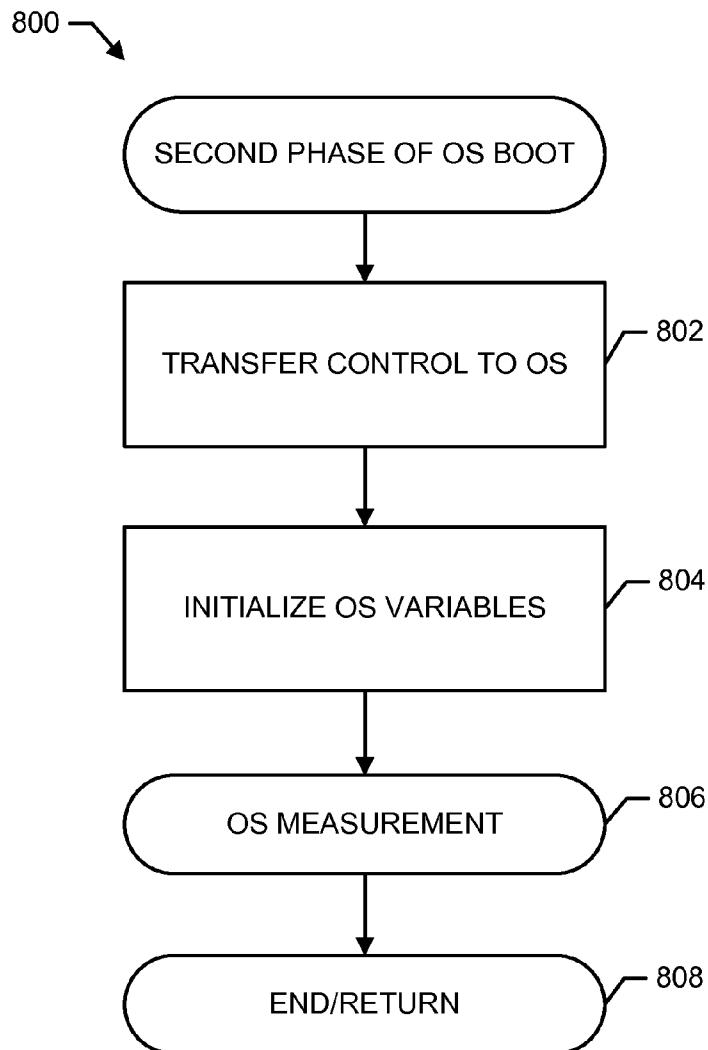 800
SECOND PHASE OF OS BOOT
802
TRANSFER CONTROL TO OS
804
INITIALIZE OS VARIABLES
806
OS MEASUREMENT
808
END/RETURN